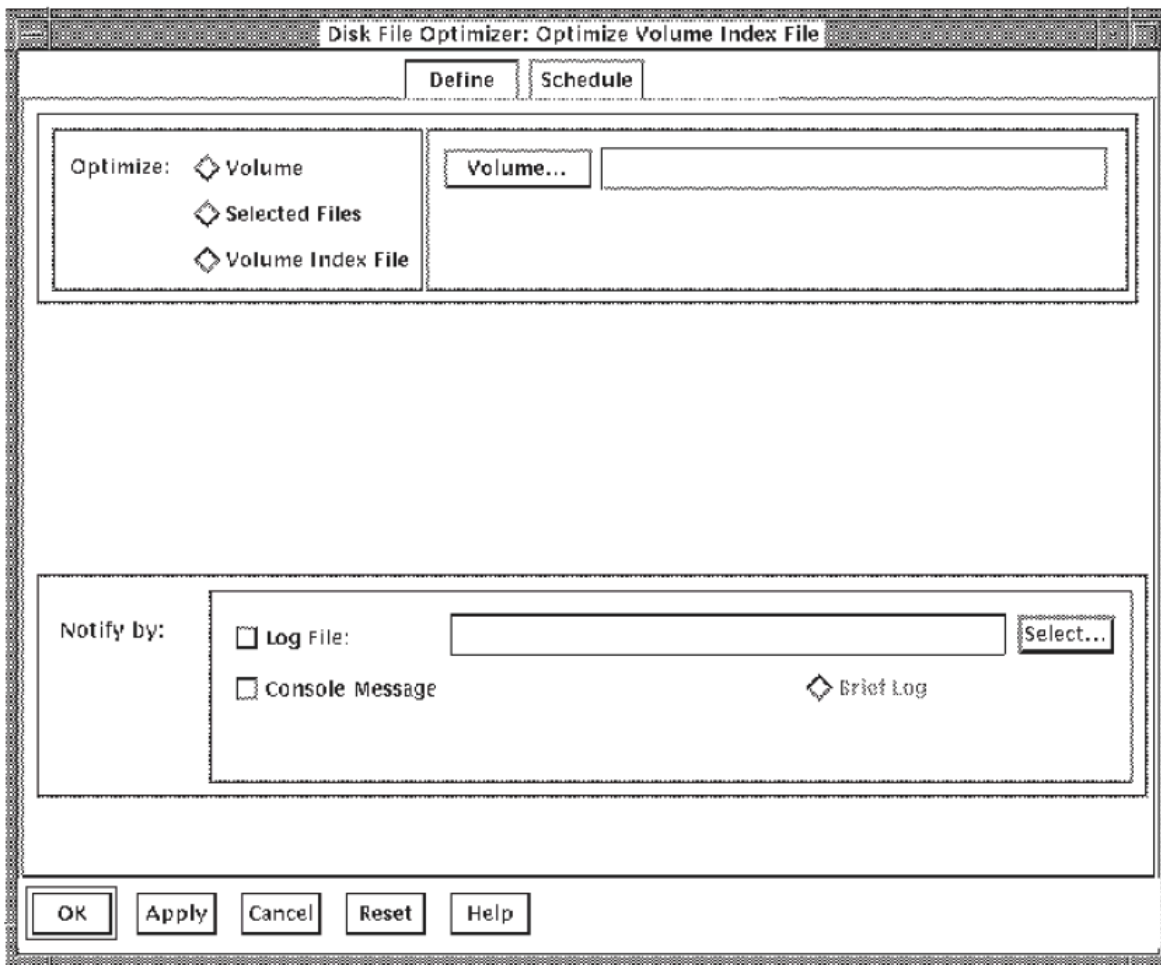 Disk File Optimizer: Optimize Volume Index File
Define Schedule
Optimize: Volume Volume...
Selected Files
Volume Index File
Notify by:
Log File: Select...
Console Message Brief Log
OK Apply Cancel Reset Help